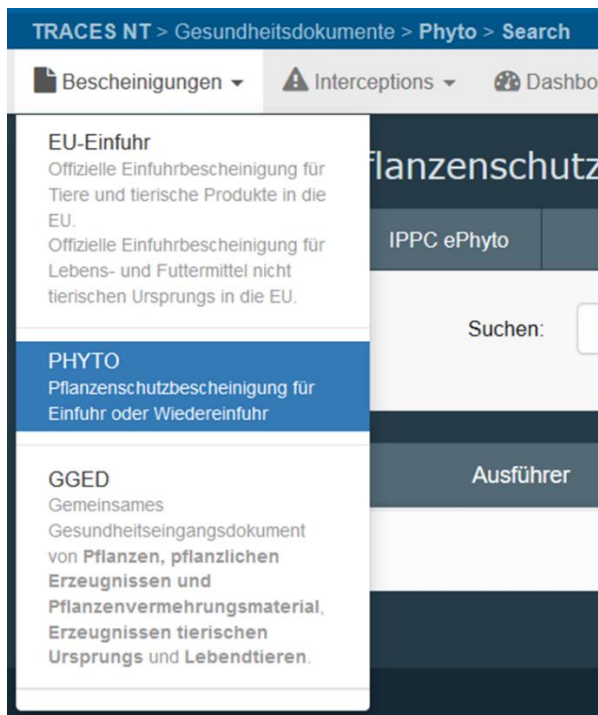 TRACES NT > Gesundheitsdokumente > Phyto > Search
Bescheinigungen Interceptions
EU-Einfuhr
Offizielle Einfuhrbescheinigung für
Tiere und tierische Produkte in die
EU.
Offizielle Einfuhrbescheinigung für
Lebens- und Futtermittel nicht
tierischen Ursprungs in die EU.
IPPC ePhyto
Suchen:
PHYTO
Pflanzenschutzbescheinigung für
Einfuhr oder Wiedereinfuhr
Ausführer
GGED
Gemeinsames
Gesundheitseingangsdokument
von Pflanzen, pflanzlichen
Erzeugnissen und
Pflanzenvermehrungsmaterial,
Erzeugnissen tierischen
Ursprungs und Lebendtieren.